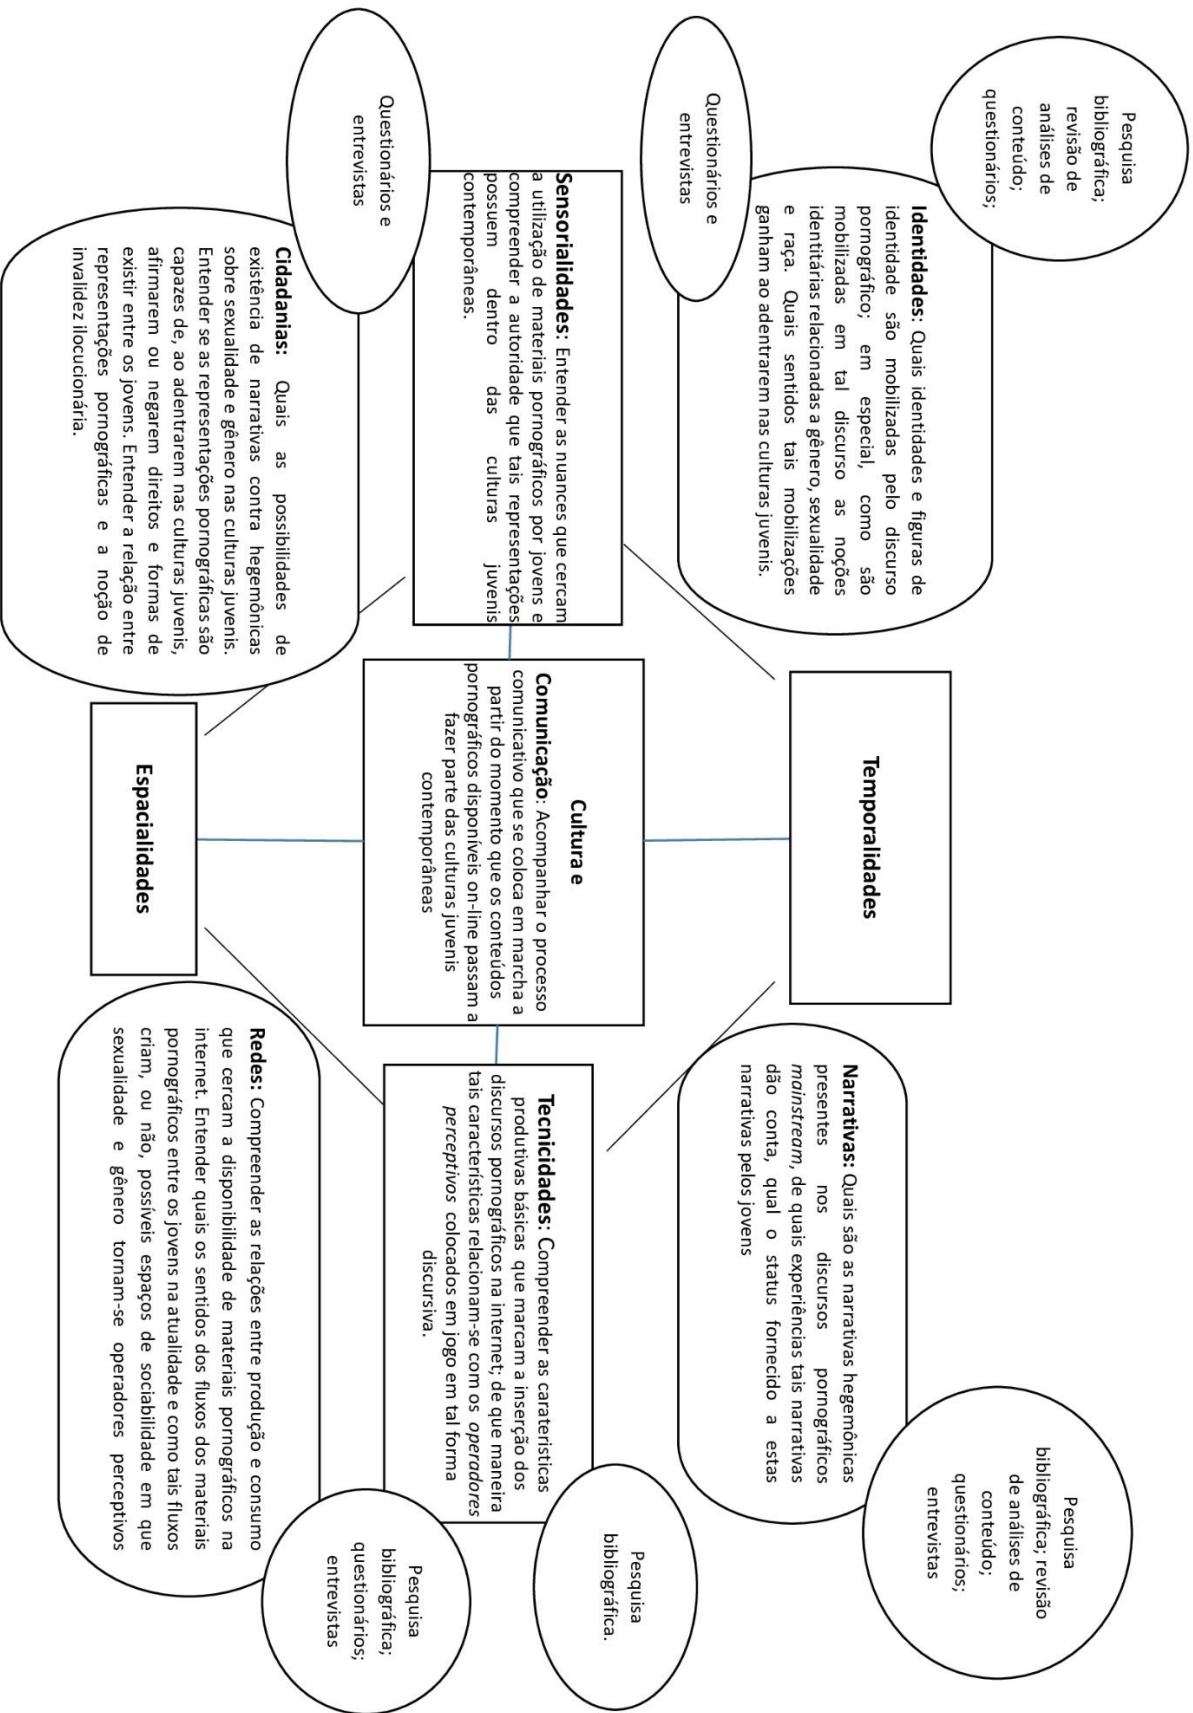 Pesquisa
bibliográfica;
revisão de
análises de
conteúdo;
questionários;
Identidades: Quais identidades e figuras de
identidade são mobilizadas pelo discurso
pornográfico; em especial, como são
mobilizadas em tal discurso as noções
identitárias relacionadas a gênero, sexualidade
e raça. Quais sentidos tais mobilizações
ganham ao adentrarem nas culturas juvenis.
Temporalidades
Narrativas: Quais são as narrativas hegemônicas
presentes nos discursos pornográficos
mainstream, de quais experiências tais narrativas
dão conta, qual o status fornecido a estas
narrativas pelos jovens
Pesquisa
bibliográfica; revisão
de análises de
conteúdo;
questionários;
entrevistas
Questionários e
entrevistas
Sensorialidades: Entender as nuances que cercam
a utilização de materiais pornográficos por jovens e
compreender a autoridade que tais representações
possuem dentro das culturas juvenis
contemporâneas.
Cultura e
Comunicação: Acompanhar o processo
comunicativo que se coloca em marcha a
partir do momento que os conteúdos
pornográficos disponíveis on-line passam a
fazer parte das culturas juvenis
contemporâneas
Tecnicidades: Compreender as carateristicas
produtivas básicas que marcam a inserção dos
discursos pornográficos na internet; de que maneira
tais características relacionam-se com os operadores
perceptivos colocados em jogo em tal forma
discursiva.
Pesquisa
bibliográfica.
Questionários e
entrevistas
Cidadanias: Quais as possibilidades de
existência de narrativas contra hegemônicas
sobre sexualidade e gênero nas culturas juvenis.
Entender se as representações pornográficas são
capazes de, ao adentrarem nas culturas juvenis,
afirmarem ou negarem direitos e formas de
existir entre os jovens. Entender a relação entre
representações pornográficas e a noção de
invalidez ilocucionária.
Espacialidades
Redes: Compreender as relações entre produção e consumo
que cercam a disponibilidade de materiais pornográficos na
internet. Entender quais os sentidos dos fluxos dos materiais
pornográficos entre os jovens na atualidade e como tais fluxos
criam, ou não, possíveis espaços de sociabilidade em que
sexualidade e gênero tornam-se operadores perceptivos
Pesquisa
bibliográfica;
questionários;
entrevistas